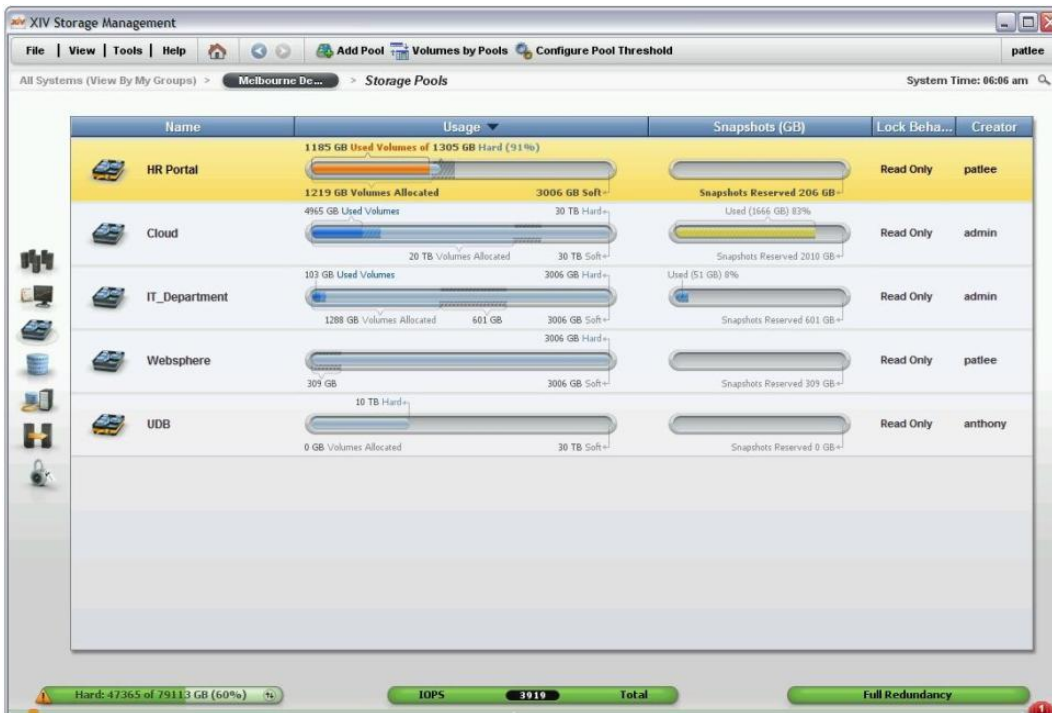 XIV Storage Management
File | View | Tools | Help Add Pool Volumes by Pools Configure Pool Threshold patlee
All Systems (View By My Groups) > Melbourne De... > Storage Pools System Time: 06:06 am
Name Usage Snapshots (GB) Lock Beha... Creator
1185 GB Used Volumes of 1305 GB Hard (91%)
HR Portal Read Only patlee
1219 GB Volumes Allocated 3006 GB Soft Snapshots Reserved 206 GB
4965 GB Used Volumes 30 TB Hard Used (1666 GB) 83%
Cloud Read Only admin
20 TB Volumes Allocated 30 TB Soft Snapshots Reserved 2010 GB
103 GB Used Volumes 3006 GB Hard Used (51 GB) 8%
IT_Department Read Only admin
1288 GB Volumes Allocated 601 GB 3006 GB Soft Snapshots Reserved 601 GB
3006 GB Hard
Websphere Read Only patlee
309 GB 3006 GB Soft Snapshots Reserved 309 GB
10 TB Hard
UDB Read Only anthony
0 GB Volumes Allocated 30 TB Soft Snapshots Reserved 0 GB
Hard: 47365 of 79113 GB (60%) IOPS 3919 Total Full Redundancy
1